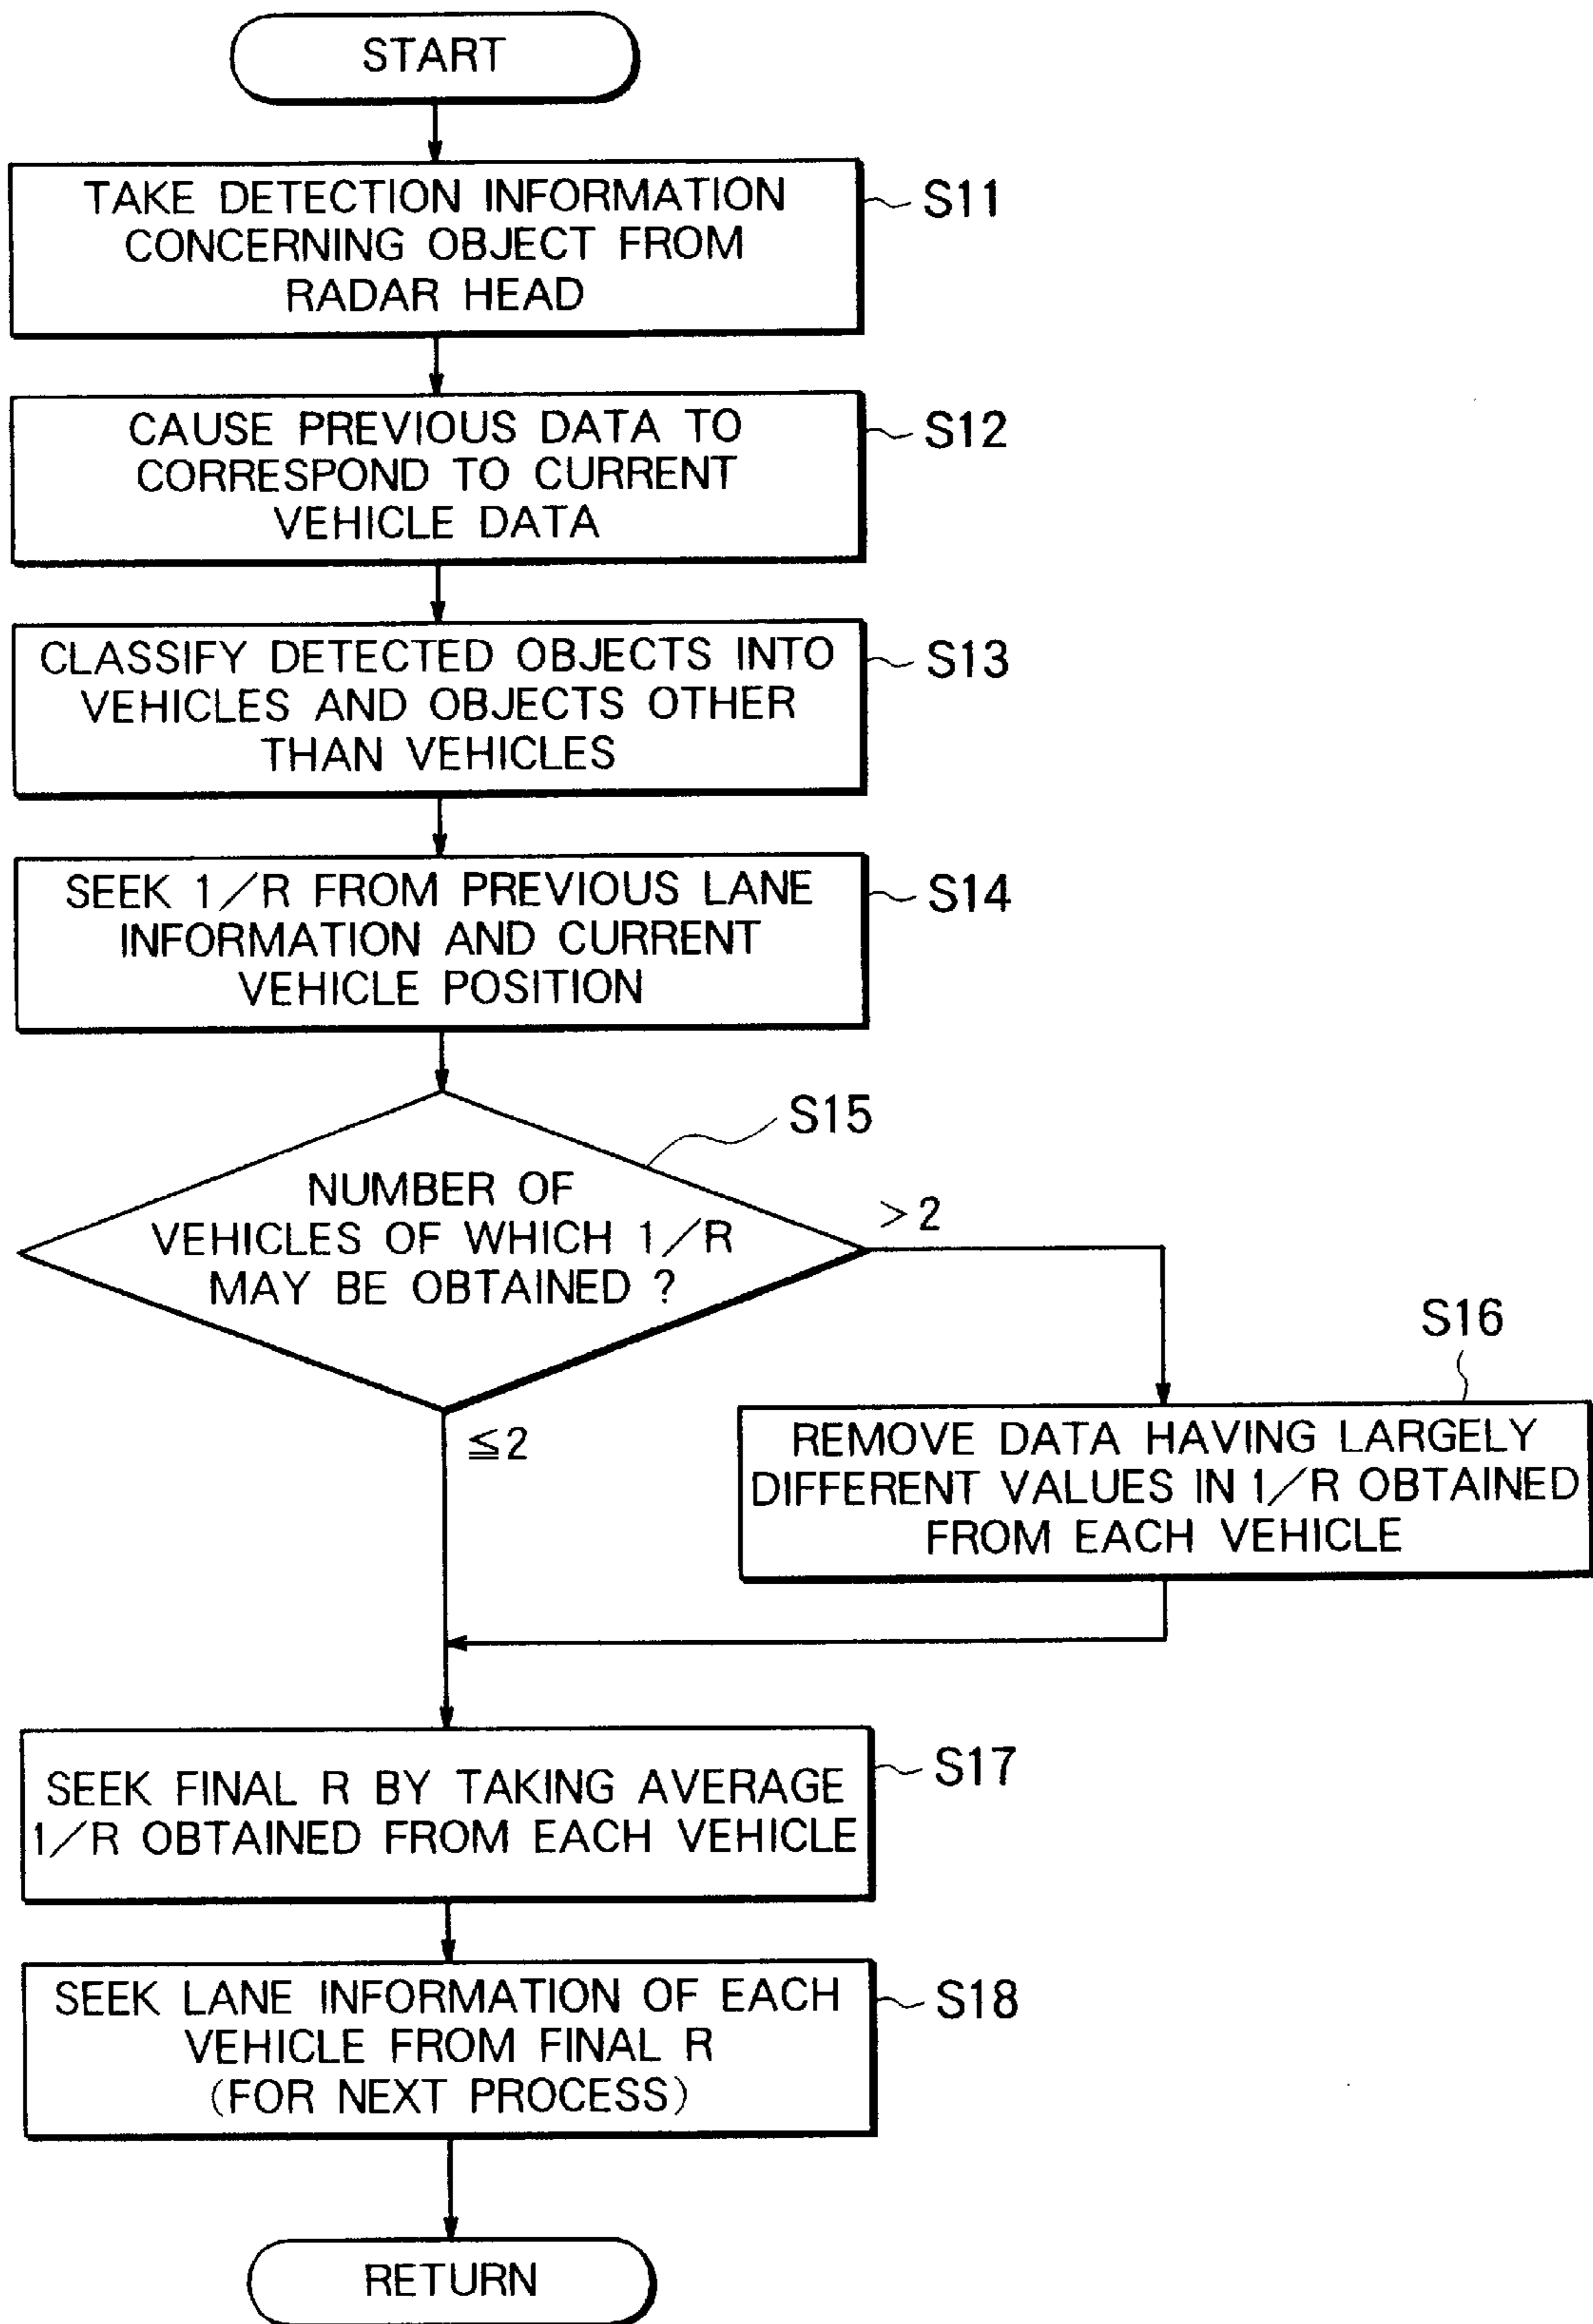 START
TAKE DETECTION INFORMATION
CONCERNING OBJECT FROM
RADAR HEAD
S11
CAUSE PREVIOUS DATA TO
CORRESPOND TO CURRENT
VEHICLE DATA
S12
CLASSIFY DETECTED OBJECTS INTO
VEHICLES AND OBJECTS OTHER
THAN VEHICLES
S13
SEEK 1/R FROM PREVIOUS LANE
INFORMATION AND CURRENT
VEHICLE POSITION
S14
S15
NUMBER OF
VEHICLES OF WHICH 1/R
MAY BE OBTAINED ?
>2
≦2
S16
REMOVE DATA HAVING LARGELY
DIFFERENT VALUES IN 1/R OBTAINED
FROM EACH VEHICLE
SEEK FINAL R BY TAKING AVERAGE
1/R OBTAINED FROM EACH VEHICLE
S17
SEEK LANE INFORMATION OF EACH
VEHICLE FROM FINAL R
(FOR NEXT PROCESS)
S18
RETURN